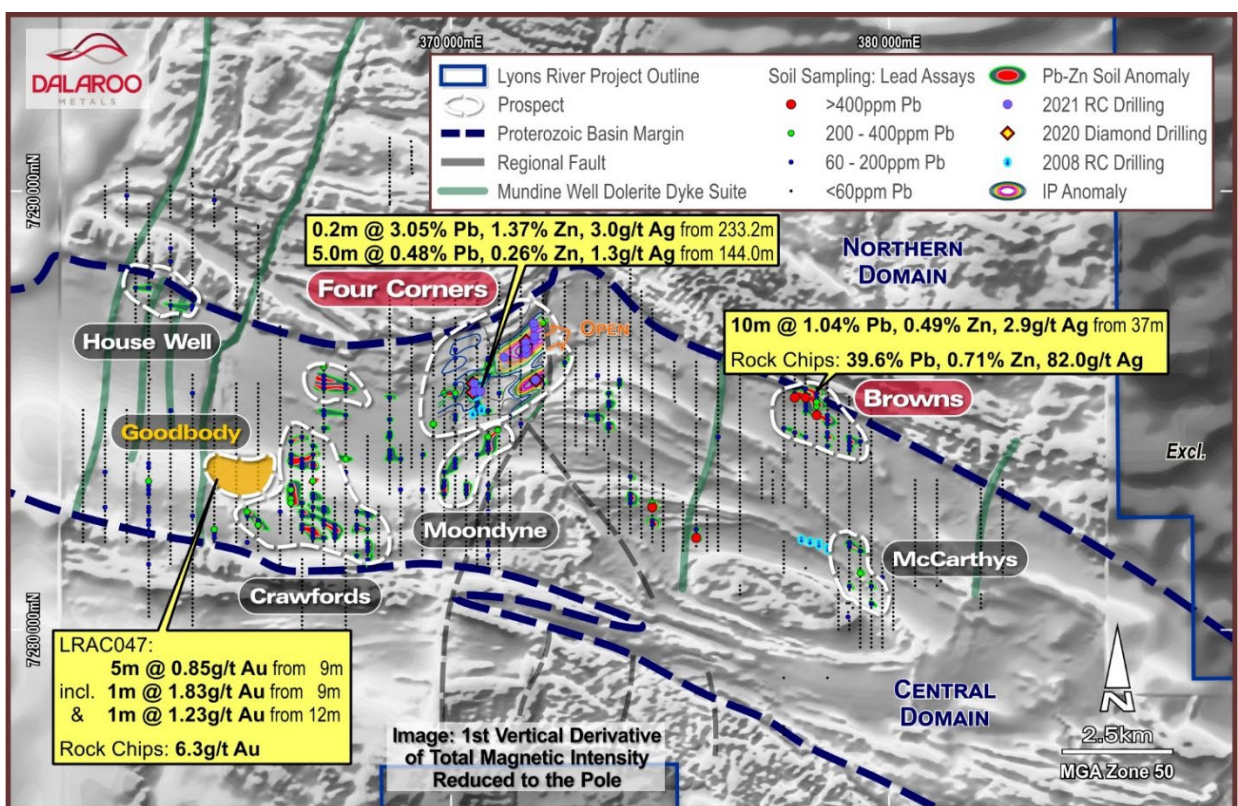 DALAROO
METALS
370 000mE
380 000mE
7 290 000mN
7 280 000mN
Lyons River Project Outline
Prospect
Proterozoic Basin Margin
Regional Fault
Mundine Well Dolerite Dyke Suite
Soil Sampling: Lead Assays
>400ppm Pb
200 - 400ppm Pb
60 - 200ppm Pb
<60ppm Pb
Pb-Zn Soil Anomaly
2021 RC Drilling
2020 Diamond Drilling
2008 RC Drilling
IP Anomaly
0.2m @ 3.05% Pb, 1.37% Zn, 3.0g/t Ag from 233.2m
5.0m @ 0.48% Pb, 0.26% Zn, 1.3g/t Ag from 144.0m
NORTHERN
DOMAIN
Four Corners
OPEN
House Well
10m @ 1.04% Pb, 0.49% Zn, 2.9g/t Ag from 37m
Rock Chips: 39.6% Pb, 0.71% Zn, 82.0g/t Ag
Browns
Goodbody
Excl.
Moondyne
McCarthys
Crawfords
LRAC047:
5m @ 0.85g/t Au from 9m
incl. 1m @ 1.83g/t Au from 9m
& 1m @ 1.23g/t Au from 12m
Rock Chips: 6.3g/t Au
CENTRAL
DOMAIN
Image: 1st Vertical Derivative
of Total Magnetic Intensity
Reduced to the Pole
N
2.5km
MGA Zone 50